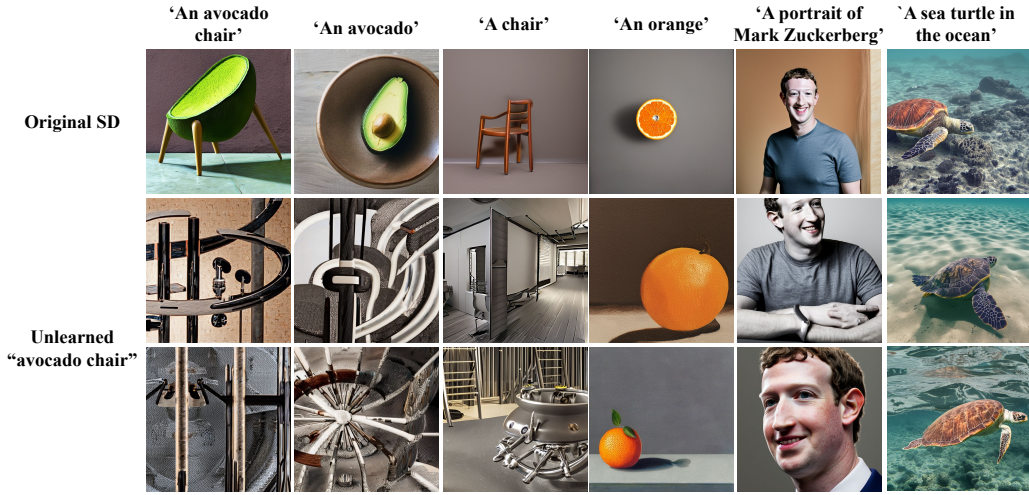 ‘An avocado
chair’
‘An avocado’
‘A chair’
‘An orange’
‘A portrait of
Mark Zuckerberg’
`A sea turtle in
the ocean’
Original SD
Unlearned
“avocado chair”